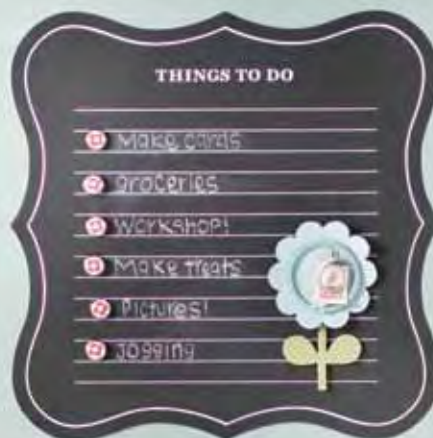 THINGS TO DO
Make cards
groceries
Workshop!
Make treats
Pictures!
Jogging